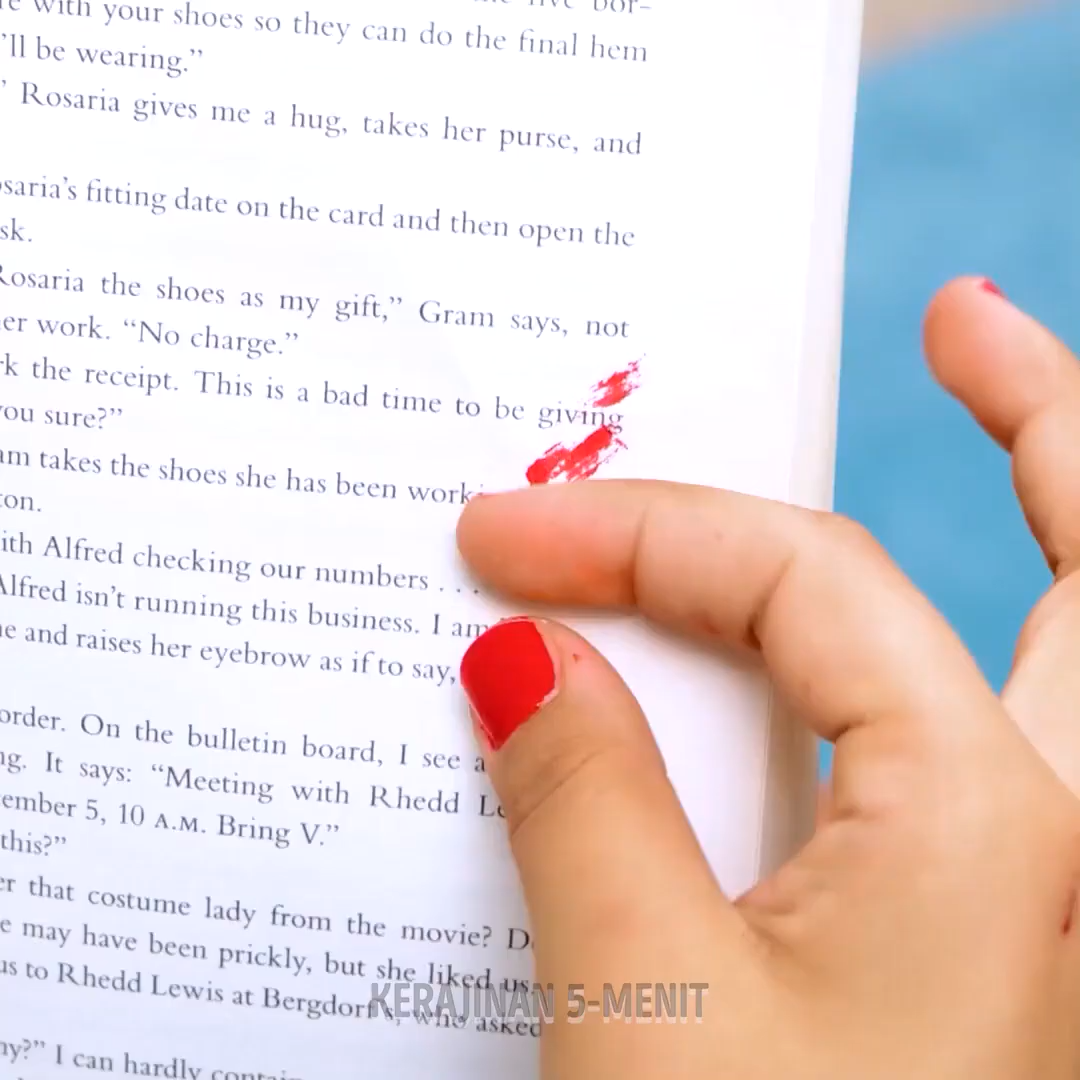 with your shoes so they can do the final hem
'll be wearing.”
” Rosaria gives me a hug, takes her purse, and
saria's fitting date on the card and then open the
sk.
Rosaria the shoes as my gift,” Gram says, not
er work. “No charge.”
rk the receipt. This is a bad time to be giving
you sure?”
am takes the shoes she has been work
ton.
ith Alfred checking our numbers . . .
Alfred isn't running this business. I am
ne and raises her eyebrow as if to say,
order. On the bulletin board, I see a
ng. It says: “Meeting with Rhedd Le
ember 5, 10 A.M. Bring V.”
this?”
er that costume lady from the movie? D
e may have been prickly, but she liked us.
us to Rhedd Lewis at Bergdorf's, who asked
hy?” I can hardly contain
KERAJINAN 5-MENIT